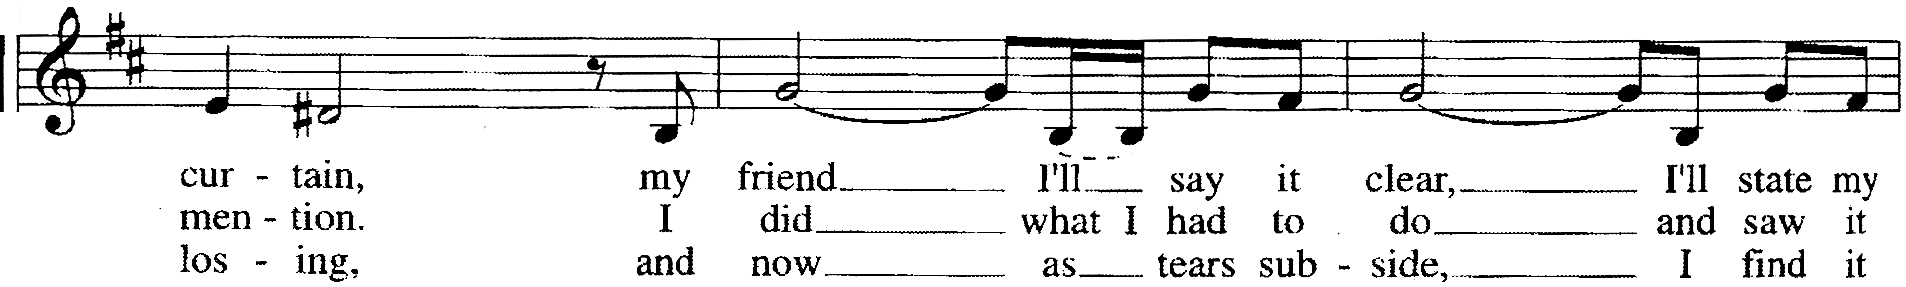 cur - tain, my friend I'll say it clear, I'll state my
men - tion. I did what I had to do and saw it
los - ing, and now as tears sub - side, I find it